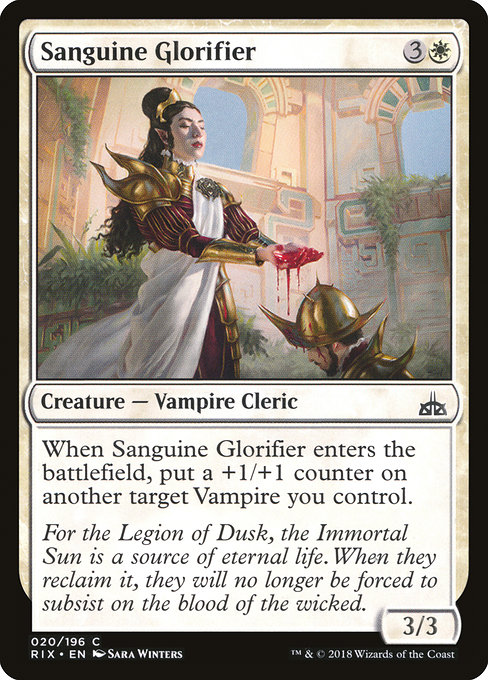 Sanguine Glorifier 3
Creature — Vampire Cleric
When Sanguine Glorifier enters the
battlefield, put a +1/+1 counter on
another target Vampire you control.
For the Legion of Dusk, the Immortal
Sun is a source of eternal life. When they
reclaim it, they will no longer be forced to
subsist on the blood of the wicked.
3/3
020/196 C
RIX • EN Sara Winters
™ & © 2018 Wizards of the Coast